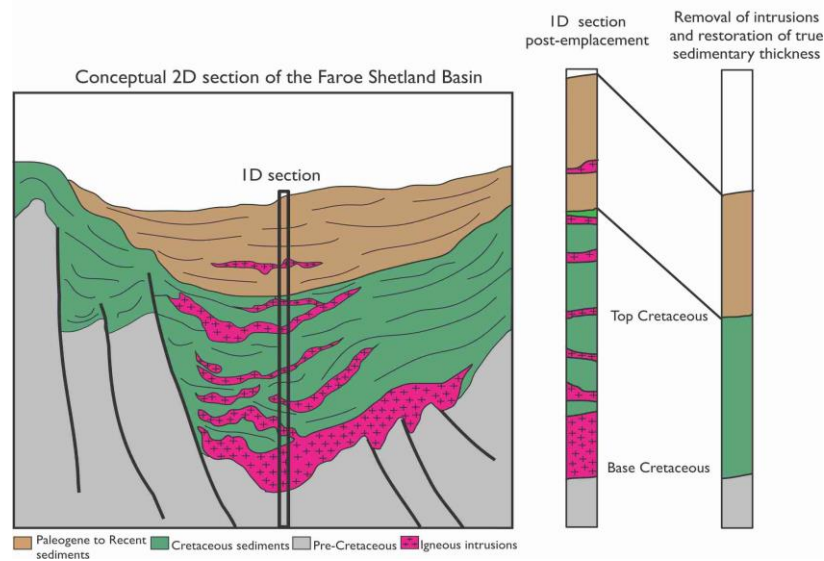 Conceptual 2D section of the Faroe Shetland Basin
1D section
1D section
post-emplacement
Removal of intrusions
and restoration of true
sedimentary thickness
Top Cretaceous
Base Cretaceous
Paleogene to Recent
sediments
Cretaceous sediments
Pre-Cretaceous
Igneous intrusions